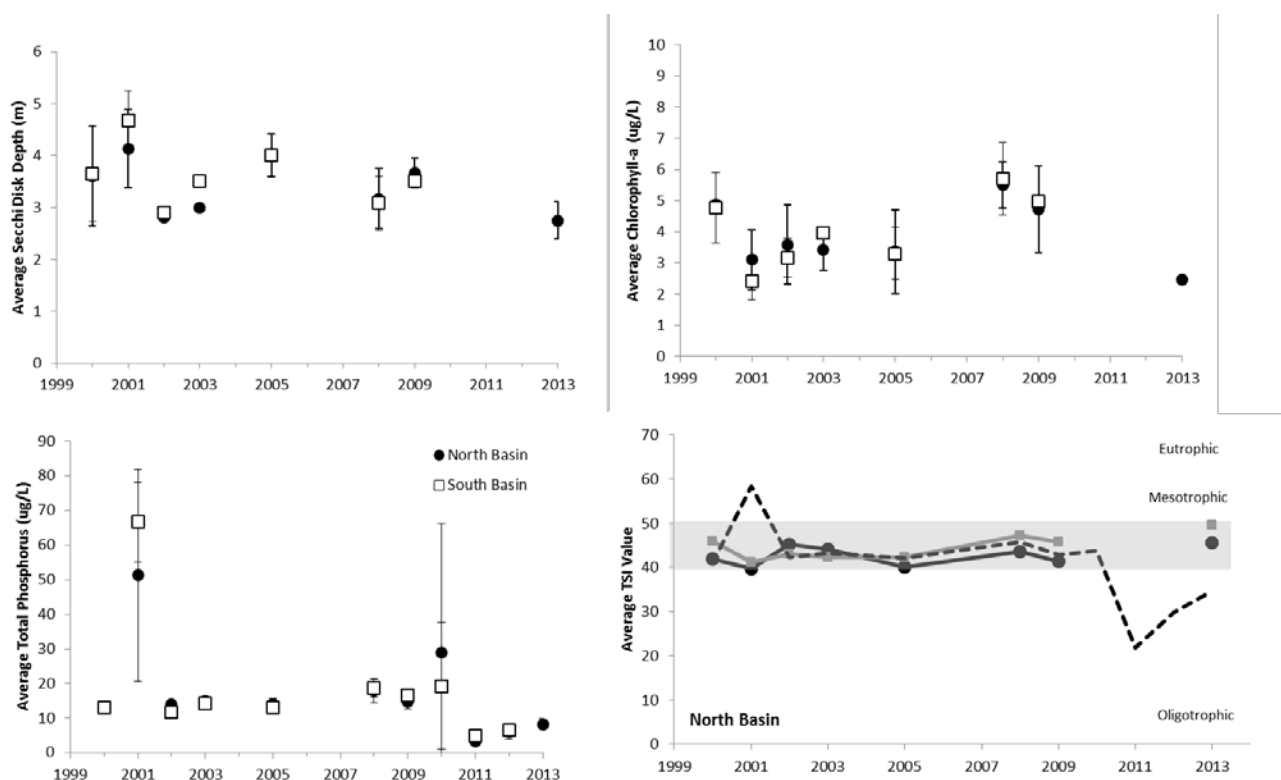 Average Secchi Disk Depth (m)
6
5
4
3
2
1
0
1999 2001 2003 2005 2007 2009 2011 2013
Average Chlorophyll-a (ug/L)
10
9
8
7
6
5
4
3
2
1
0
1999 2001 2003 2005 2007 2009 2011 2013
Average Total Phosphorus (ug/L)
90
80
70
60
50
40
30
20
10
0
North Basin
South Basin
1999 2001 2003 2005 2007 2009 2011 2013
Average TSI Value
70
60
50
40
30
20
10
0
Eutrophic
Mesotrophic
Oligotrophic
North Basin
1999 2001 2003 2005 2007 2009 2011 2013